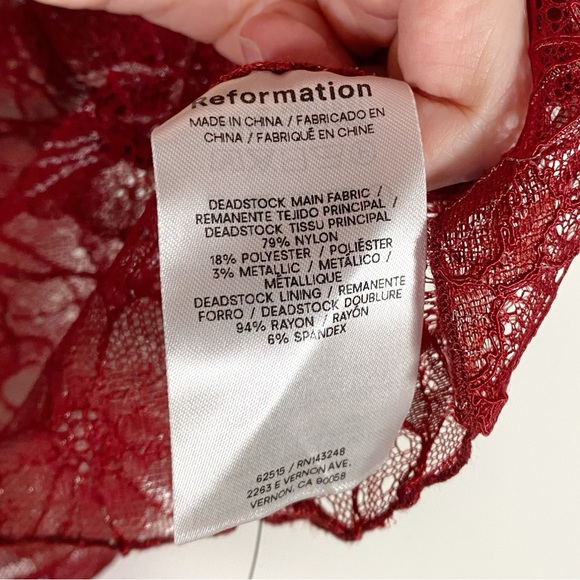 Reformation
MADE IN CHINA / FABRICADO EN
CHINA / FABRIQUÉ EN CHINE
DEADSTOCK MAIN FABRIC /
REMANENTE TEJIDO PRINCIPAL /
DEADSTOCK TISSU PRINCIPAL
79% NYLON
18% POLYESTER / POLIÉSTER
3% METALLIC / METÁLICO /
MÉTALLIQUE
DEADSTOCK LINING / REMANENTE
FORRO / DEADSTOCK DOUBLURE
94% RAYON / RAYÓN
6% SPANDEX
62515 / RN143248
2263 E VERNON AVE.
VERNON, CA 90058